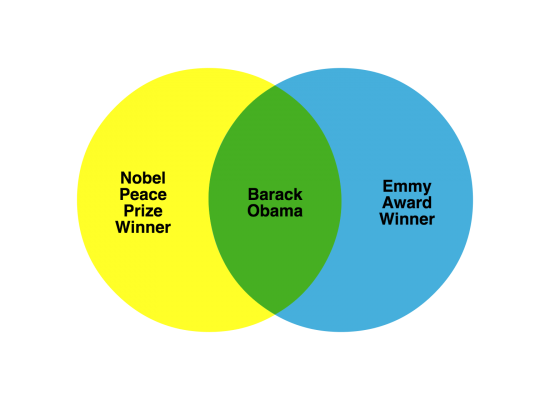 Nobel
Peace
Prize
Winner
Barack
Obama
Emmy
Award
Winner